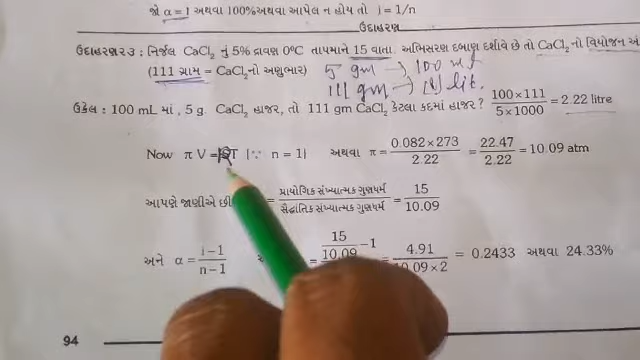 જો α = 1 અથવા 100% અથવા આપેલ ન હોય તો i = 1/n
ઉદાહરણ
ઉદાહરણ ૨૩ : નિર્જલ CaCl₂ નું 5% દ્રાવણ 0°C તાપમાને 15 વાતા. અભિસરણ દબાણ દર્શાવે છે તો CaCl₂ નો વિયોજન અં
(111 ગ્રામ = CaCl₂નો અણુભાર) 5 gm → 100 ml
111 gm → (V) lit.
ઉકેલ : 100 mL માં, 5 g. CaCl₂ હાજર, તો 111 gm CaCl₂ કેટલા કદમાં હાજર ? 100 × 111 / 5 × 1000 = 2.22 litre
Now π V = ST [∵ n = 1] અથવા π = 0.082 × 273 / 2.22 = 22.47 / 2.22 = 10.09 atm
આપણે જાણીએ છી = પ્રાયોગિક સંખ્યાત્મક ગુણધર્મ / સૈદ્ધાંતિક સંખ્યાત્મક ગુણધર્મ = 15 / 10.09
અને α = i−1 / n−1 15 / 10.09 −1 = 4.91 / 10.09 × 2 = 0.2433 અથવા 24.33%
94